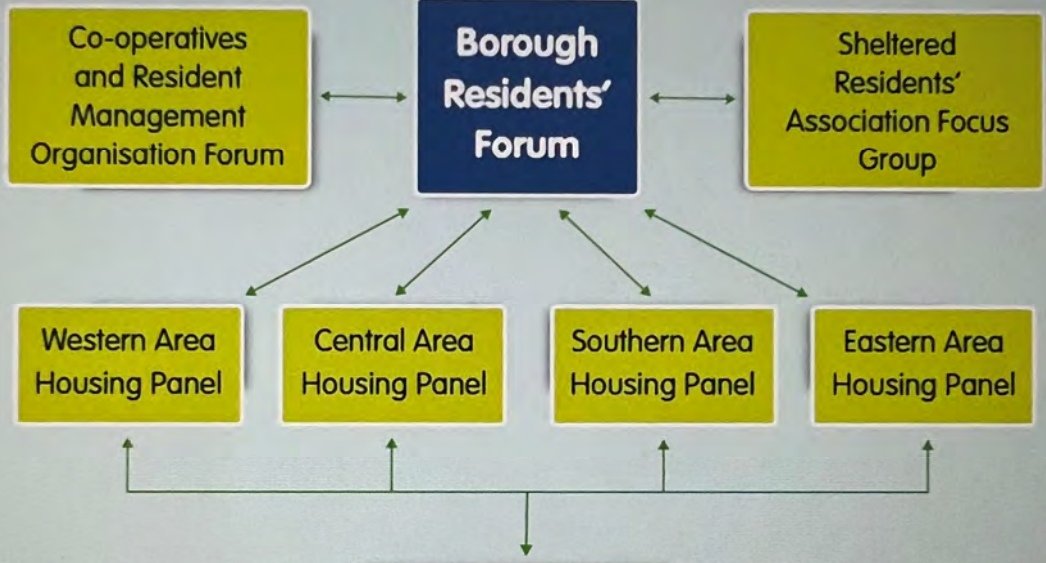 Co-operatives
and Resident
Management
Organisation Forum
Borough
Residents'
Forum
Sheltered
Residents'
Association Focus
Group
Western Area
Housing Panel
Central Area
Housing Panel
Southern Area
Housing Panel
Eastern Area
Housing Panel